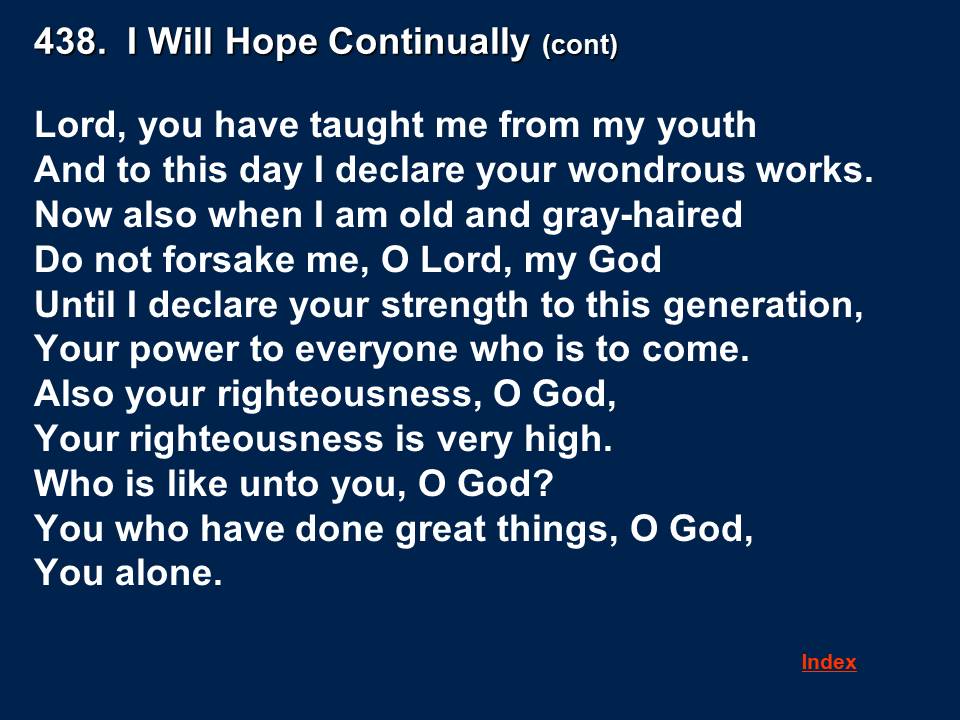 438.  I Will Hope Continually (cont)
Lord, you have taught me from my youth
And to this day I declare your wondrous works.
Now also when I am old and gray-haired
Do not forsake me, O Lord, my God
Until I declare your strength to this generation,
Your power to everyone who is to come.
Also your righteousness, O God,
Your righteousness is very high.
Who is like unto you, O God?
You who have done great things, O God,
You alone.
Index